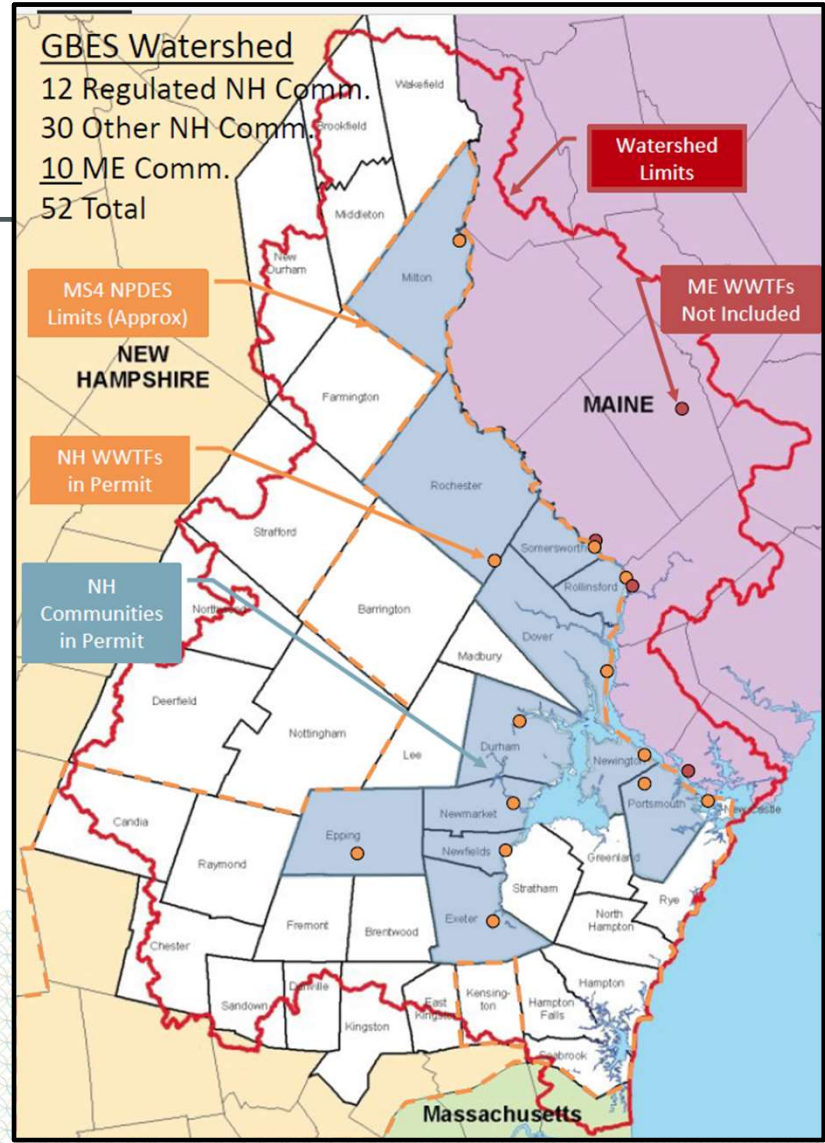 GBES Watershed
12 Regulated NH Comm.
30 Other NH Comm.
10 ME Comm.
52 Total
Wakefield
Brookfield
Watershed
Limits
Middleton
New
Durham
Milton
MS4 NPDES
Limits (Approx)
ME WWTFs
Not Included
NEW
HAMPSHIRE
Farmington
MAINE
NH WWTFs
in Permit
Rochester
Strafford
Somersworth
Rollinsford
NH
Communities
in Permit
Barrington
Dover
Madbury
Deerfield
Nottingham
Lee
Durham
Newington
Portsmouth
Newcastle
Candia
Newmarket
Epping
Raymond
Newfields
Greenland
Stratham
Rye
Exeter
North
Hampton
Fremont
Brentwood
Chester
Hampton
Kensing-
ton
Hampton
Falls
Sandown
Danville
East
Kingston
Kingston
Seabrook
Massachusetts